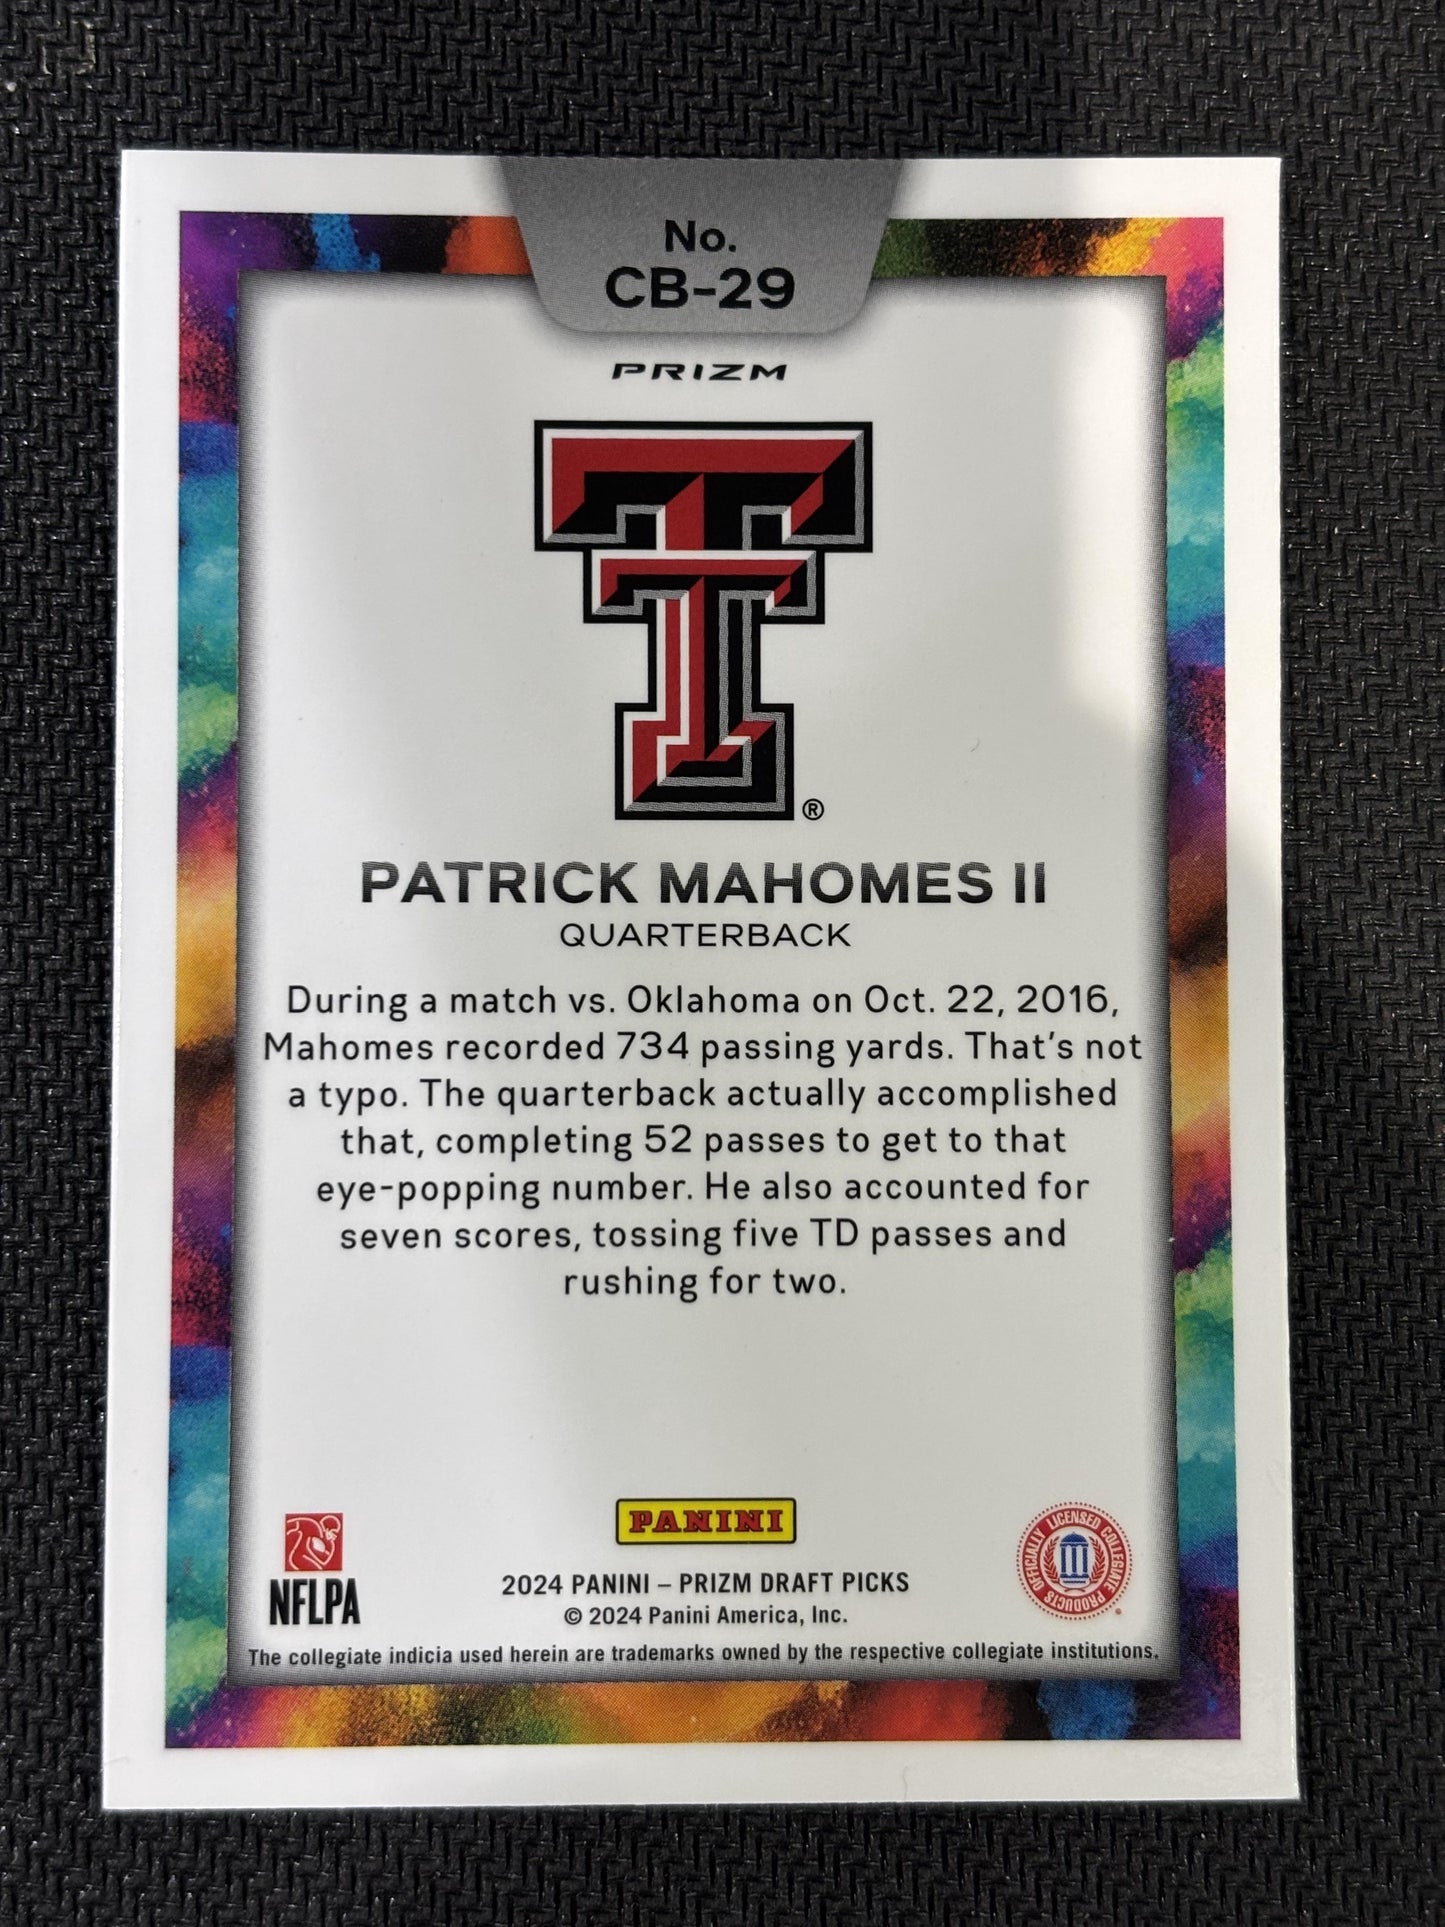 No.
CB-29
PRIZM
®
PATRICK MAHOMES II
QUARTERBACK
During a match vs. Oklahoma on Oct. 22, 2016,
Mahomes recorded 734 passing yards. That's not
a typo. The quarterback actually accomplished
that, completing 52 passes to get to that
eye-popping number. He also accounted for
seven scores, tossing five TD passes and
rushing for two.
PANINI
NFLPA
2024 PANINI – PRIZM DRAFT PICKS
© 2024 Panini America, Inc.
OFFICIALLY LICENSED COLLEGIATE PRODUCTS
The collegiate indicia used herein are trademarks owned by the respective collegiate institutions.